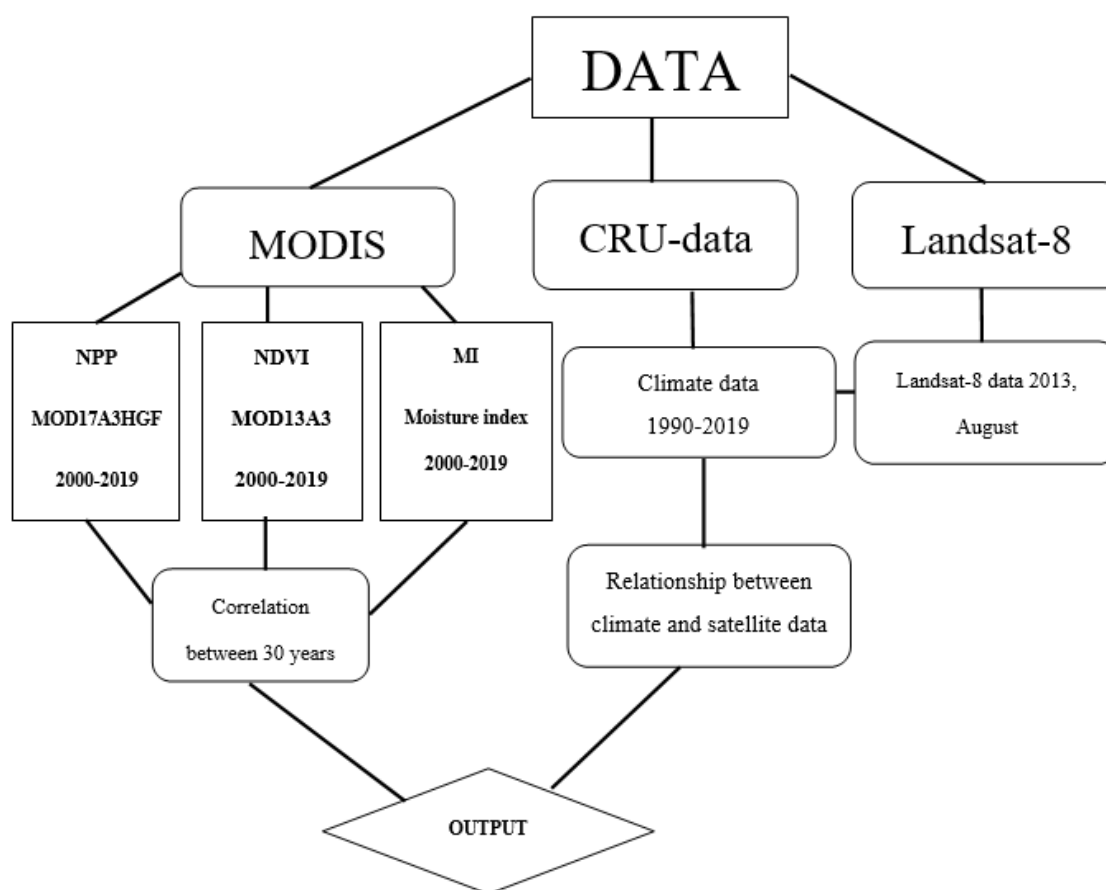 DATA
MODIS
CRU-data
Landsat-8
NPP
MOD17A3HGF
2000-2019
NDVI
MOD13A3
2000-2019
MI
Moisture index
2000-2019
Climate data
1990-2019
Landsat-8 data 2013,
August
Correlation
between 30 years
Relationship between
climate and satellite data
OUTPUT